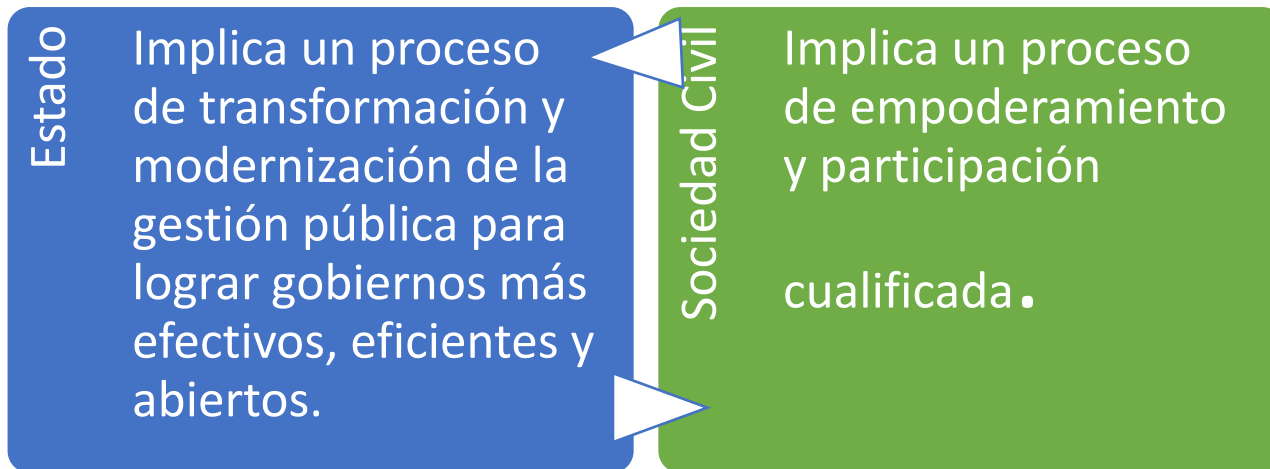 Estado
Implica un proceso
de transformación y
modernización de la
gestión pública para
lograr gobiernos más
efectivos, eficientes y
abiertos.
Sociedad Civil
Implica un proceso
de empoderamiento
y participación
cualificada.